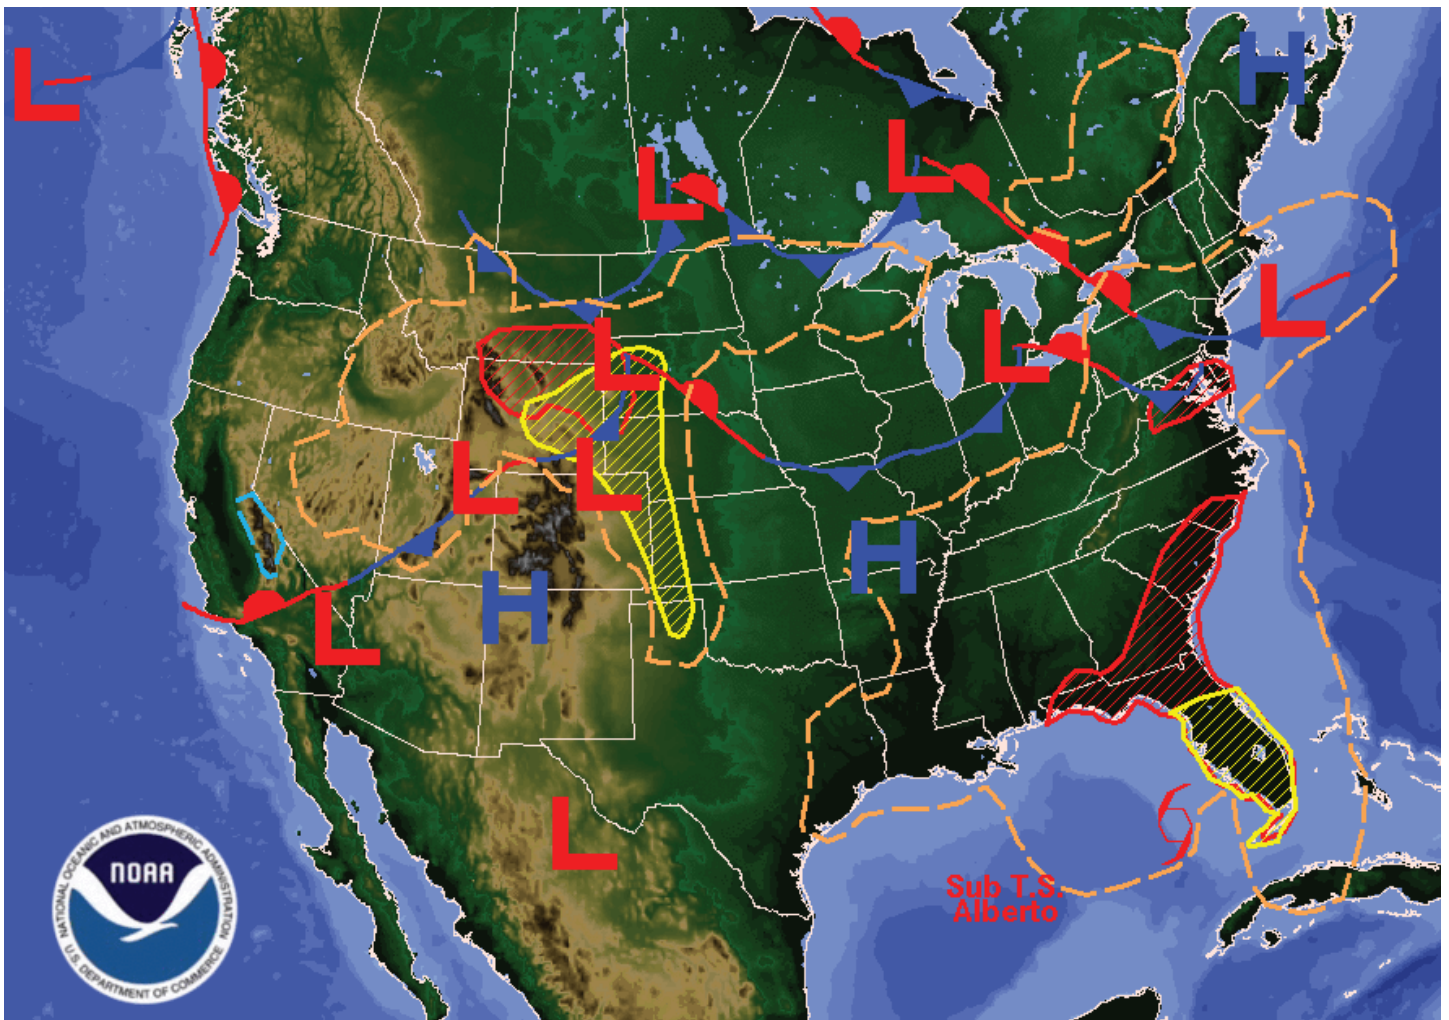 L
H
L
L
L
L
L
L
L
H
H
L
L
Sub T.S.
Alberto
NATIONAL OCEANIC AND ATMOSPHERIC ADMINISTRATION
NOAA
U.S. DEPARTMENT OF COMMERCE